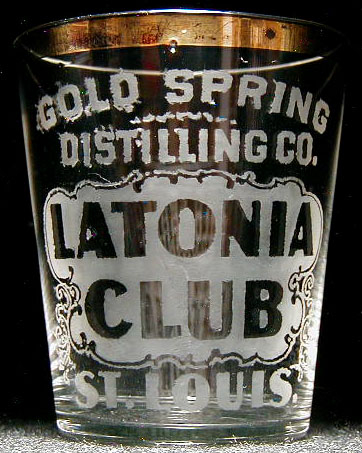 GOLD SPRING
DISTILLING CO.
LATONIA
CLUB
ST. LOUIS.